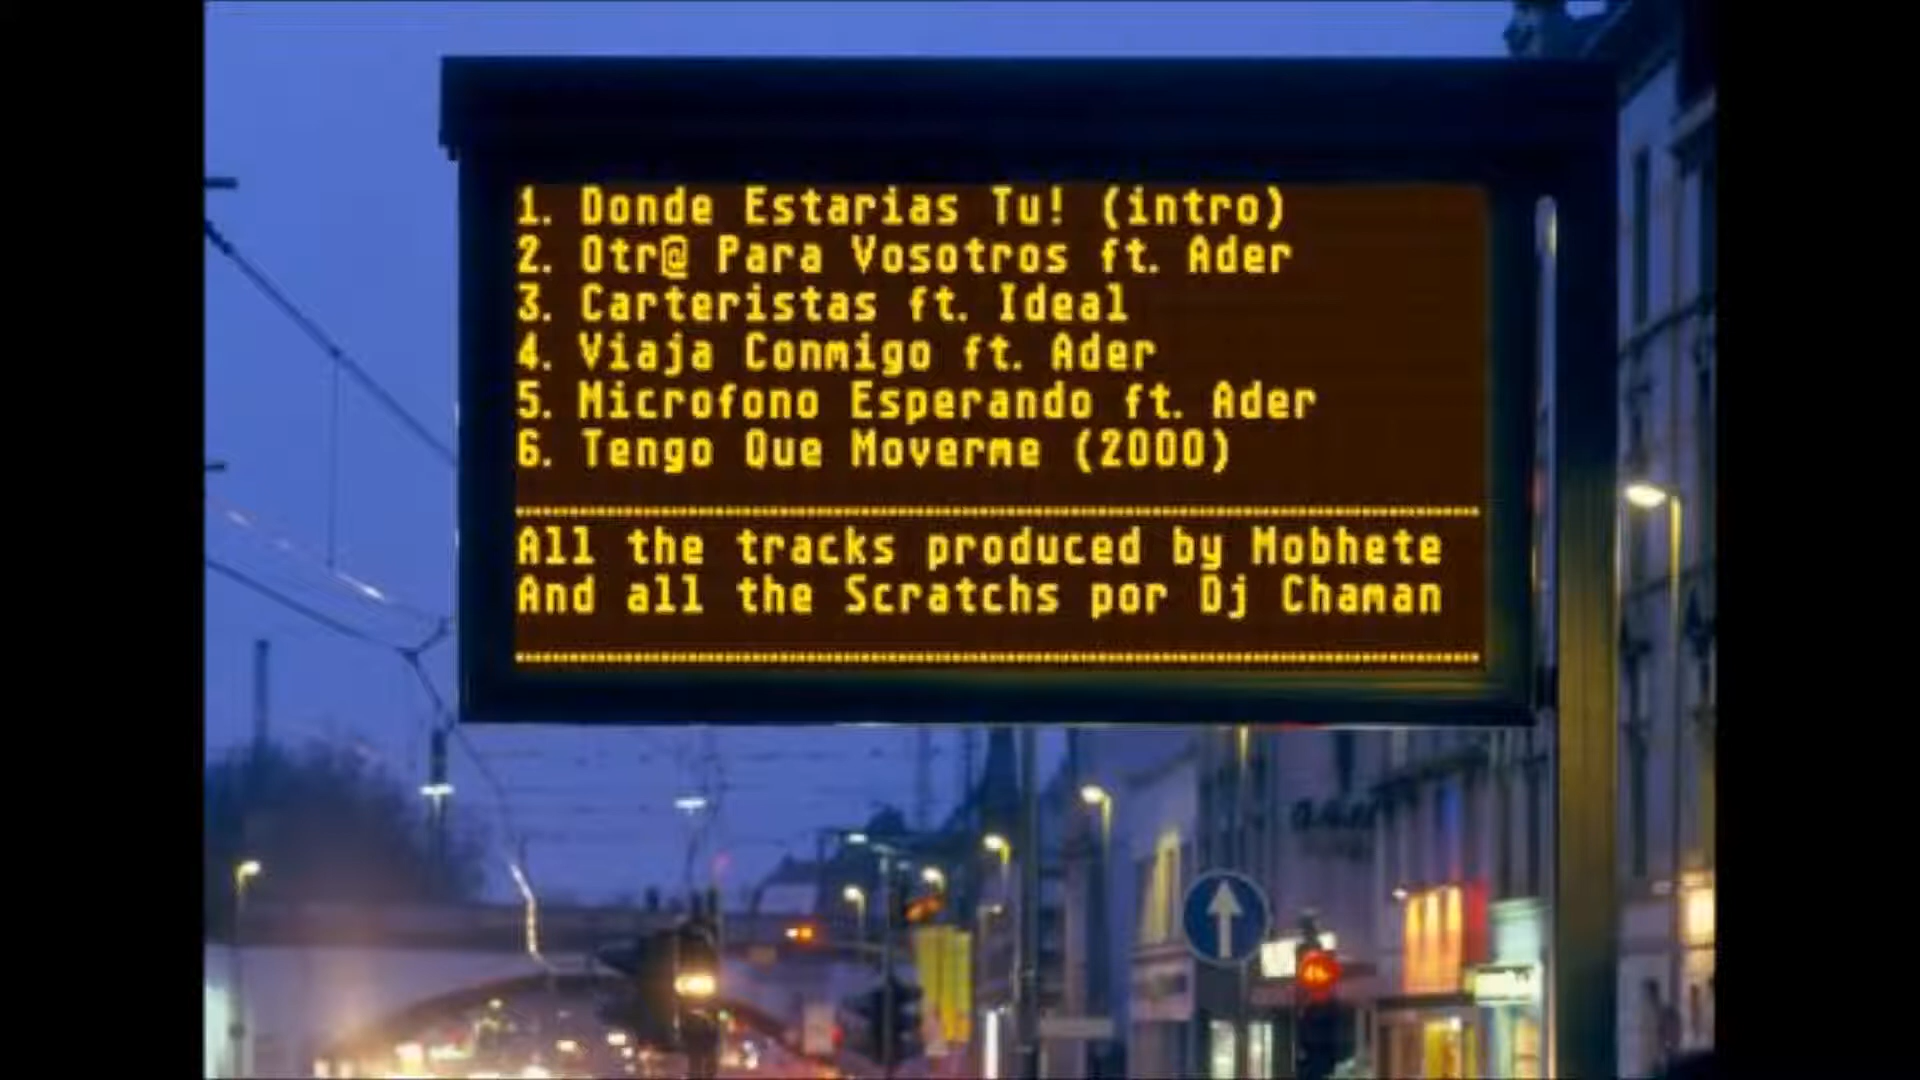 1. Donde Estarias Tu! (intro)
2. Otr@ Para Vosotros ft. Ader
3. Carteristas ft. Ideal
4. Viaja Conmigo ft. Ader
5. Microfono Esperando ft. Ader
6. Tengo Que Moverme (2000)
All the tracks produced by Mobhete
And all the Scratchs por Dj Chaman